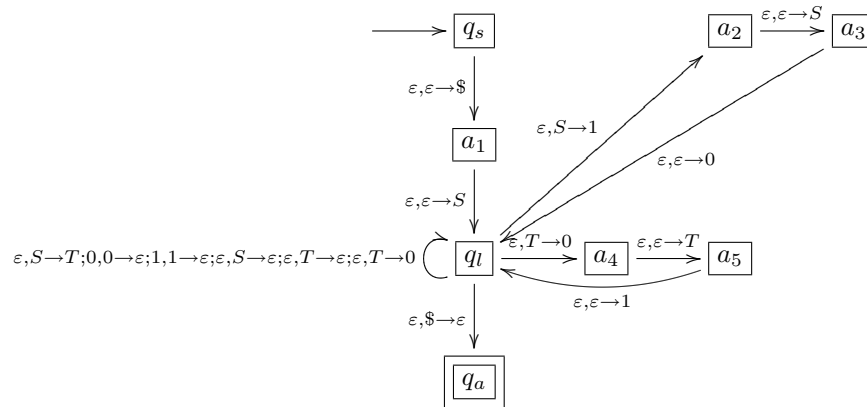 q_s a_2 ε,ε→S a_3
ε,ε→$
ε,S→1
a_1
ε,ε→0
ε,ε→S
ε,S→T;0,0→ε;1,1→ε;ε,S→ε;ε,T→ε;ε,T→0 q_l ε,T→0 a_4 ε,ε→T a_5
ε,ε→1
ε,$→ε
q_a